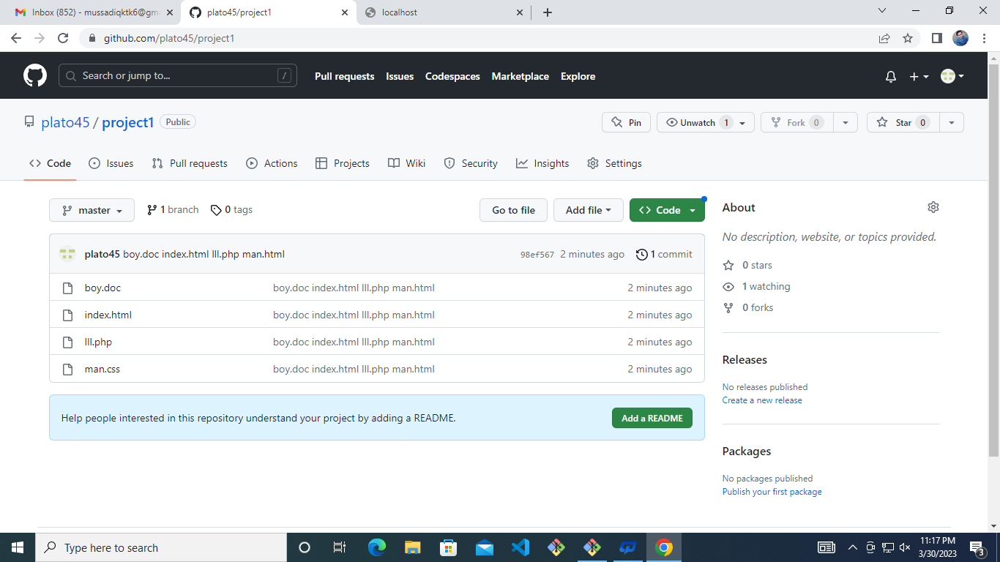 Inbox (852) - mussadiqktk6@gm
plato45/project1
localhost
github.com/plato45/project1
Search or jump to...
/
Pull requests
Issues
Codespaces
Marketplace
Explore
plato45 / project1
Public
Pin
Unwatch 1
Fork 0
Star 0
Code
Issues
Pull requests
Actions
Projects
Wiki
Security
Insights
Settings
master
1 branch
0 tags
Go to file
Add file
Code
plato45 boy.doc index.html lll.php man.html
98ef567 2 minutes ago
1 commit
boy.doc
boy.doc index.html lll.php man.html
2 minutes ago
index.html
boy.doc index.html lll.php man.html
2 minutes ago
lll.php
boy.doc index.html lll.php man.html
2 minutes ago
man.css
boy.doc index.html lll.php man.html
2 minutes ago
Help people interested in this repository understand your project by adding a README.
Add a README
About
No description, website, or topics provided.
0 stars
1 watching
0 forks
Releases
No releases published
Create a new release
Packages
No packages published
Publish your first package
Type here to search
11:17 PM
3/30/2023
3